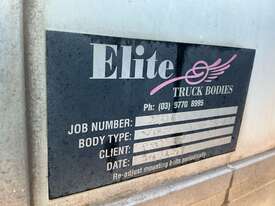 Elite
TRUCK BODIES
Ph: (03) 9770 8995
JOB NUMBER:
BODY TYPE:
CLIENT:
DATE:
Re-adjust mounting bolts periodically